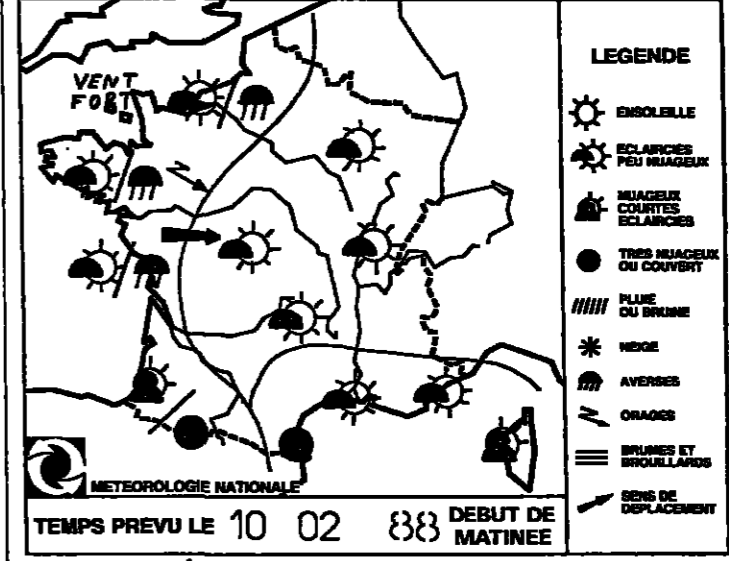 VENT
FORT
METEOROLOGIE NATIONALE
TEMPS PREVU LE 10 02 88 DEBUT DE
MATINEE
LEGENDE
ENSOLEILLE
ECLAIRCIES
PEU NUAGEUX
NUAGEUX
COURTES
ECLAIRCIES
TRES NUAGEUX
OU COUVERT
PLUIE
OU BRUINE
NEIGE
AVERSES
ORAGES
BRUMES ET
BROUILLARDS
SENS DE
DEPLACEMENT